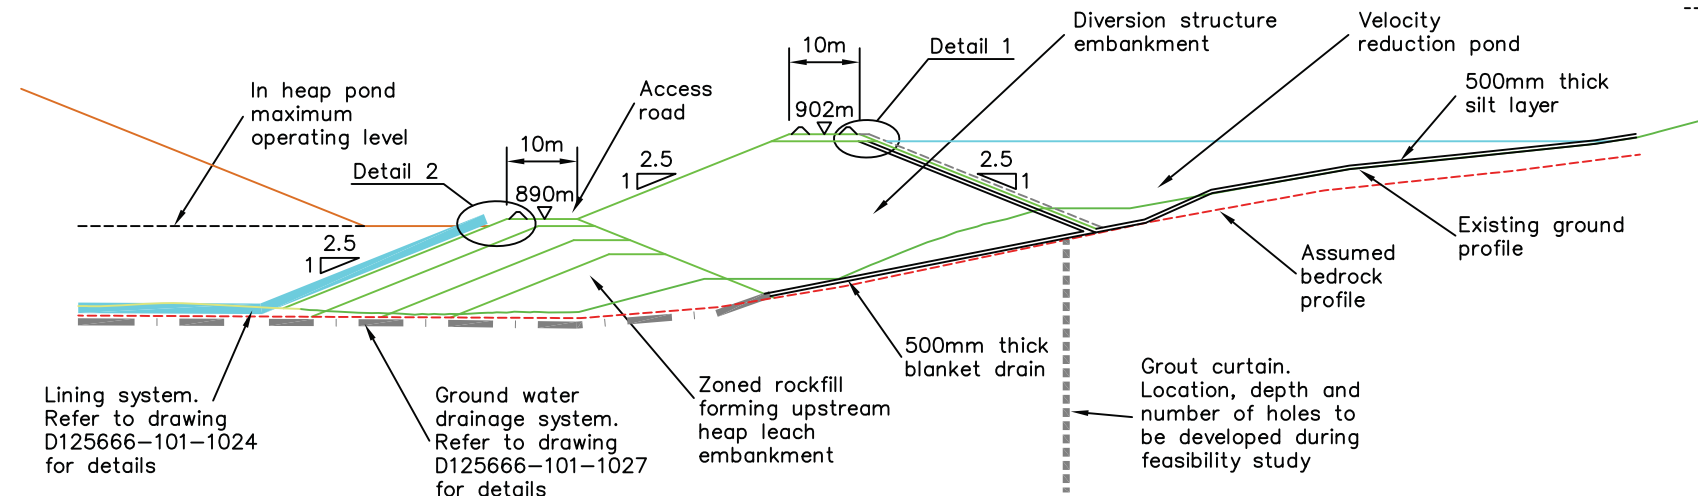 Diversion structure
embankment
Velocity
reduction pond
10m
Detail 1
500mm thick
silt layer
In heap pond
maximum
operating level
Access
road
902m
10m
Detail 2
2.5
1
2.5
1
890m
2.5
1
Existing ground
profile
Assumed
bedrock
profile
500mm thick
blanket drain
Grout curtain.
Location, depth and
number of holes to
be developed during
feasibility study
Zoned rockfill
forming upstream
heap leach
embankment
Lining system.
Refer to drawing
D125666-101-1024
for details
Ground water
drainage system.
Refer to drawing
D125666-101-1027
for details